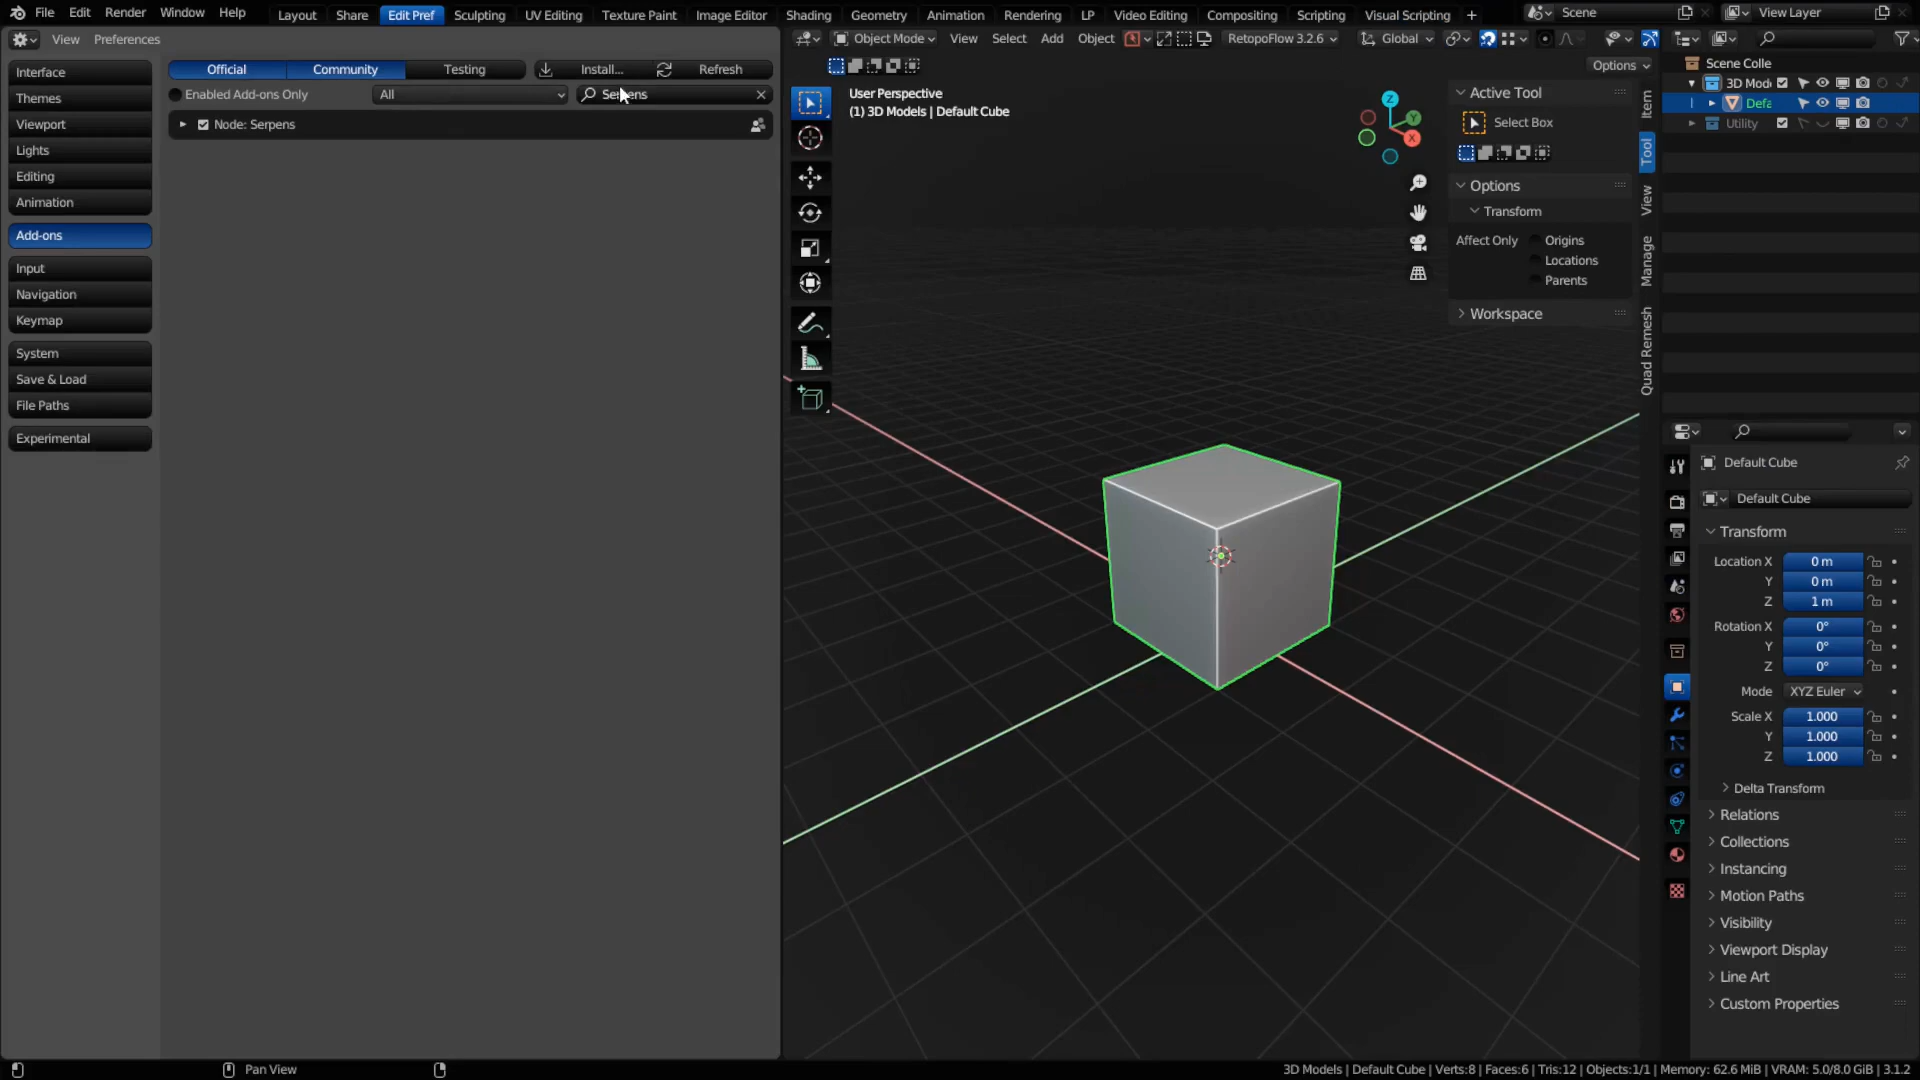 File Edit Render Window Help Layout Share Edit Pref Sculpting UV Editing Texture Paint Image Editor Shading Geometry Animation Rendering LP Video Editing Compositing Scripting Visual Scripting + Scene View Layer
View Preferences
Object Mode View Select Add Object RetopoFlow 3.2.6 Global
Options
Interface
Themes
Viewport
Lights
Editing
Animation
Add-ons
Input
Navigation
Keymap
System
Save & Load
File Paths
Experimental
Official Community Testing Install... Refresh
Enabled Add-ons Only All
Node: Serpens
User Perspective
(1) 3D Models | Default Cube
Z
Y
X
Active Tool
Select Box
Options
Transform
Affect Only Origins
Locations
Parents
Workspace
Item
Tool
View
Manage
Quad Remesh
Scene Colle
3D Mod
Defa
Utility
Default Cube
Default Cube
Transform
Location X 0 m
Y 0 m
Z 1 m
Rotation X 0°
Y 0°
Z 0°
Mode XYZ Euler
Scale X 1.000
Y 1.000
Z 1.000
Delta Transform
Relations
Collections
Instancing
Motion Paths
Visibility
Viewport Display
Line Art
Custom Properties
Pan View
3D Models | Default Cube | Verts:8 | Faces:6 | Tris:12 | Objects:1/1 | Memory: 62.6 MiB | VRAM: 5.0/8.0 GiB | 3.1.2